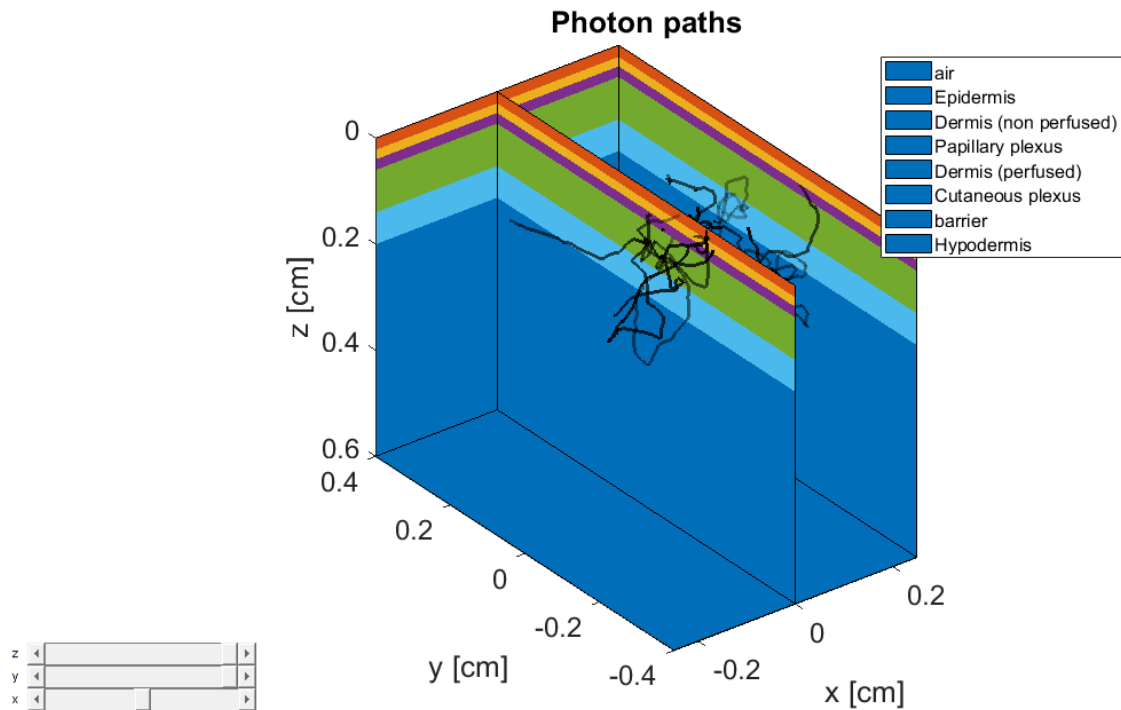 Photon paths
air
Epidermis
Dermis (non perfused)
Papillary plexus
Dermis (perfused)
Cutaneous plexus
barrier
Hypodermis
0
0.2
0.4
0.6
z [cm]
0.4
0.2
0
-0.2
-0.4
y [cm]
-0.2
0
0.2
x [cm]
z
y
x